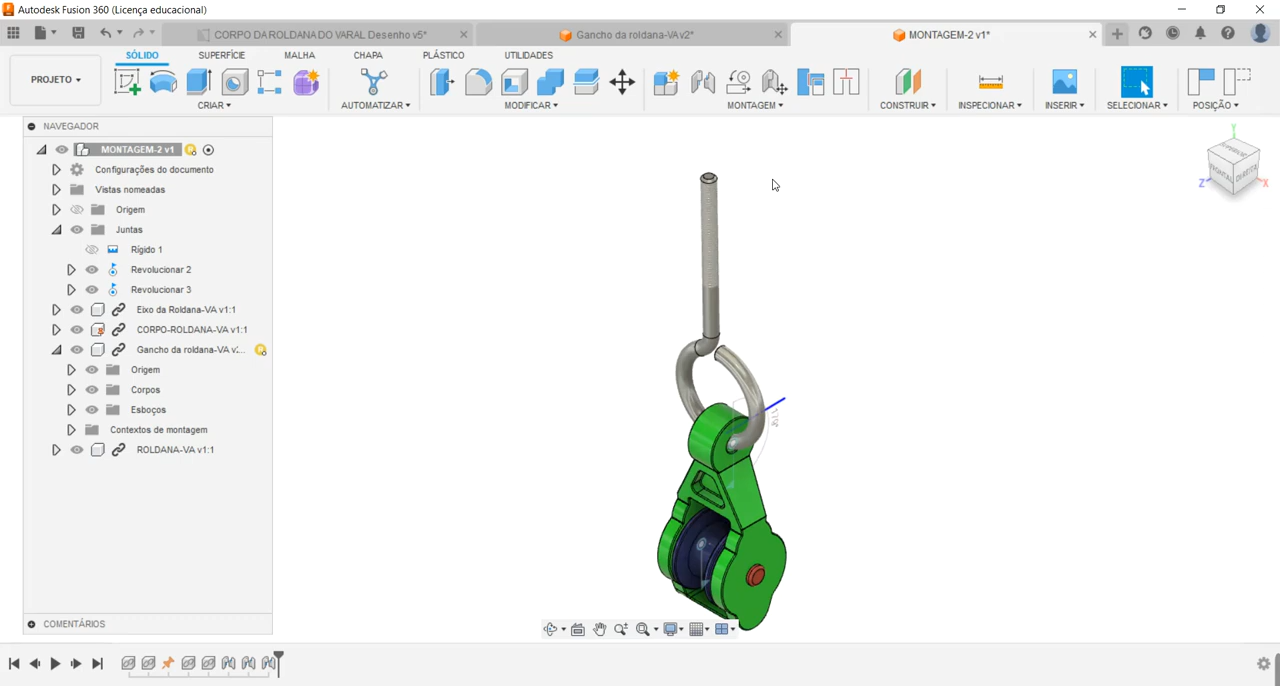 Autodesk Fusion 360 (Licença educacional)
CORPO DA ROLDANA DO VARAL Desenho v5*
Gancho da roldana-VA v2*
MONTAGEM-2 v1*
SÓLIDO
SUPERFÍCIE
MALHA
CHAPA
PLÁSTICO
UTILIDADES
PROJETO
CRIAR
AUTOMATIZAR
MODIFICAR
MONTAGEM
CONSTRUIR
INSPECIONAR
INSERIR
SELECIONAR
POSIÇÃO
NAVEGADOR
MONTAGEM-2 v1
Configurações do documento
Vistas nomeadas
Origem
Juntas
Rígido 1
Revolucionar 2
Revolucionar 3
Eixo da Roldana-VA v1:1
CORPO-ROLDANA-VA v1:1
Gancho da roldana-VA v:...
Origem
Corpos
Esboços
Contextos de montagem
ROLDANA-VA v1:1
Y
SUPERIOR
FRONTAL
DIREITA
Z
X
COMENTÁRIOS